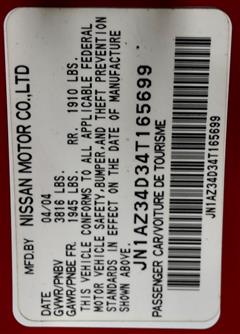 MFD.BY NISSAN MOTOR CO.,LTD
DATE 04/04
GVWR/PNBV 3816 LBS.
GAWR/PNBE FR. 1945 LBS. RR. 1910 LBS.
THIS VEHICLE CONFORMS TO ALL APPLICABLE FEDERAL
MOTOR VEHICLE SAFETY,BUMPER,AND THEFT PREVENTION
STANDARDS IN EFFECT ON THE DATE OF MANUFACTURE
SHOWN ABOVE.
JN1AZ34D34T165699
PASSENGER CAR/VOITURE DE TOURISME
JN1AZ34D34T165699